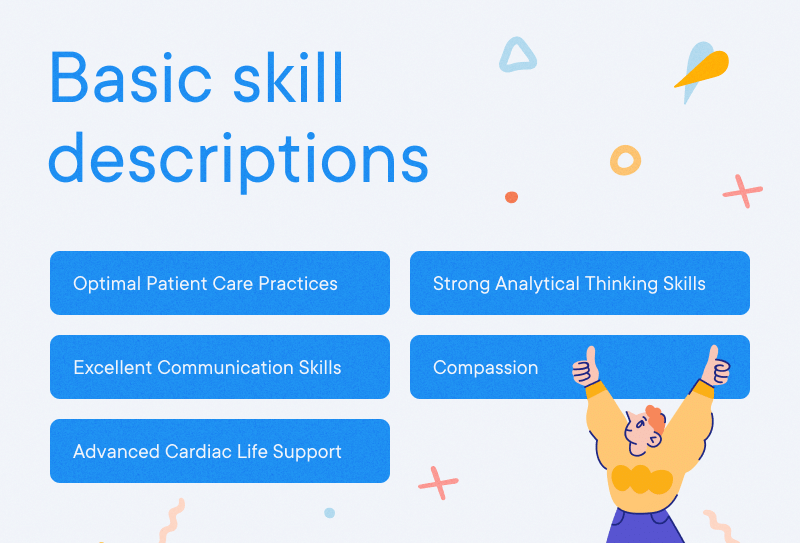 Basic skill
descriptions
Optimal Patient Care Practices
Strong Analytical Thinking Skills
Excellent Communication Skills
Compassion
Advanced Cardiac Life Support